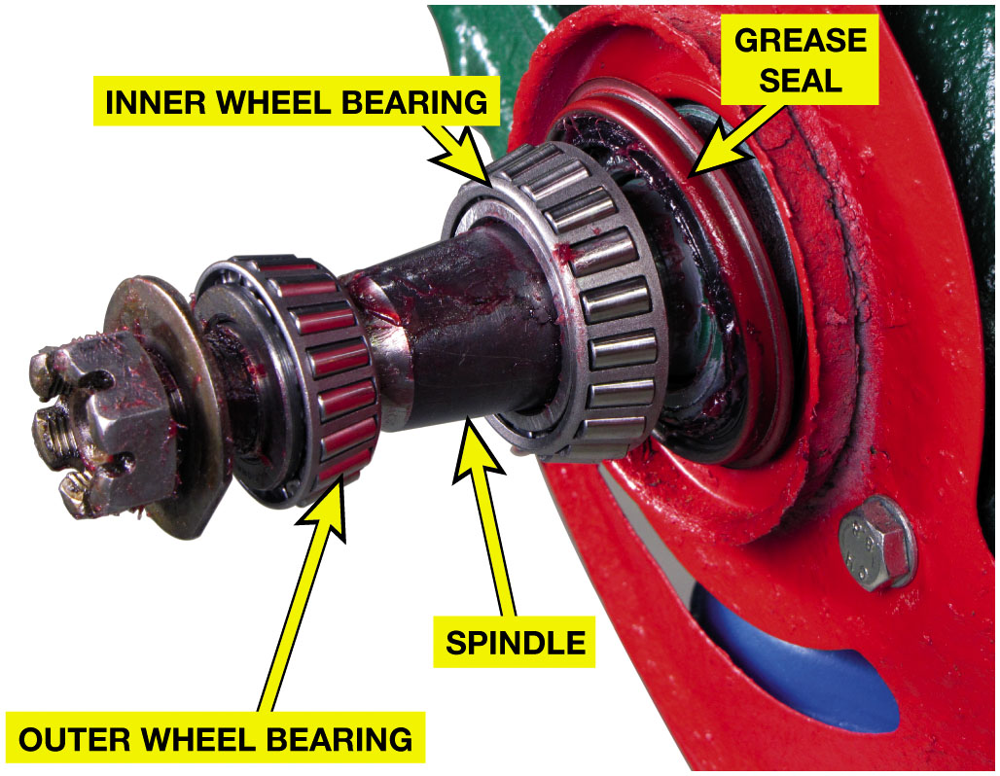 GREASE
SEAL
INNER WHEEL BEARING
SPINDLE
OUTER WHEEL BEARING